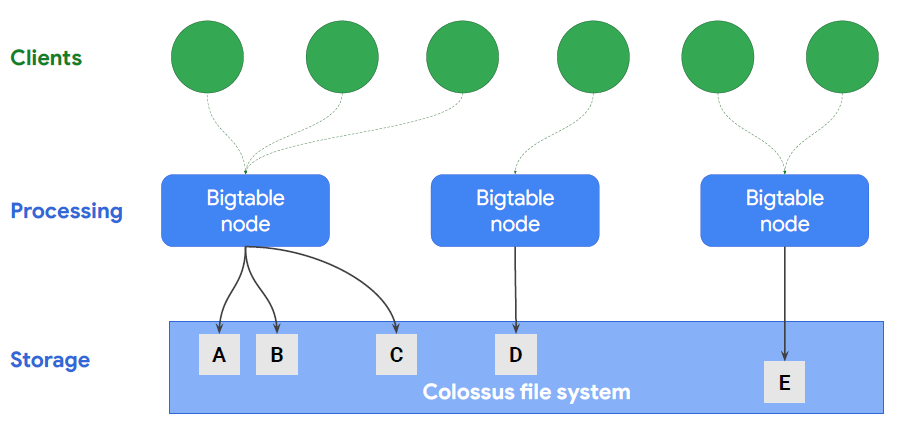 Clients
Processing
Bigtable
node
Bigtable
node
Bigtable
node
Storage
A
B
C
D
E
Colossus file system